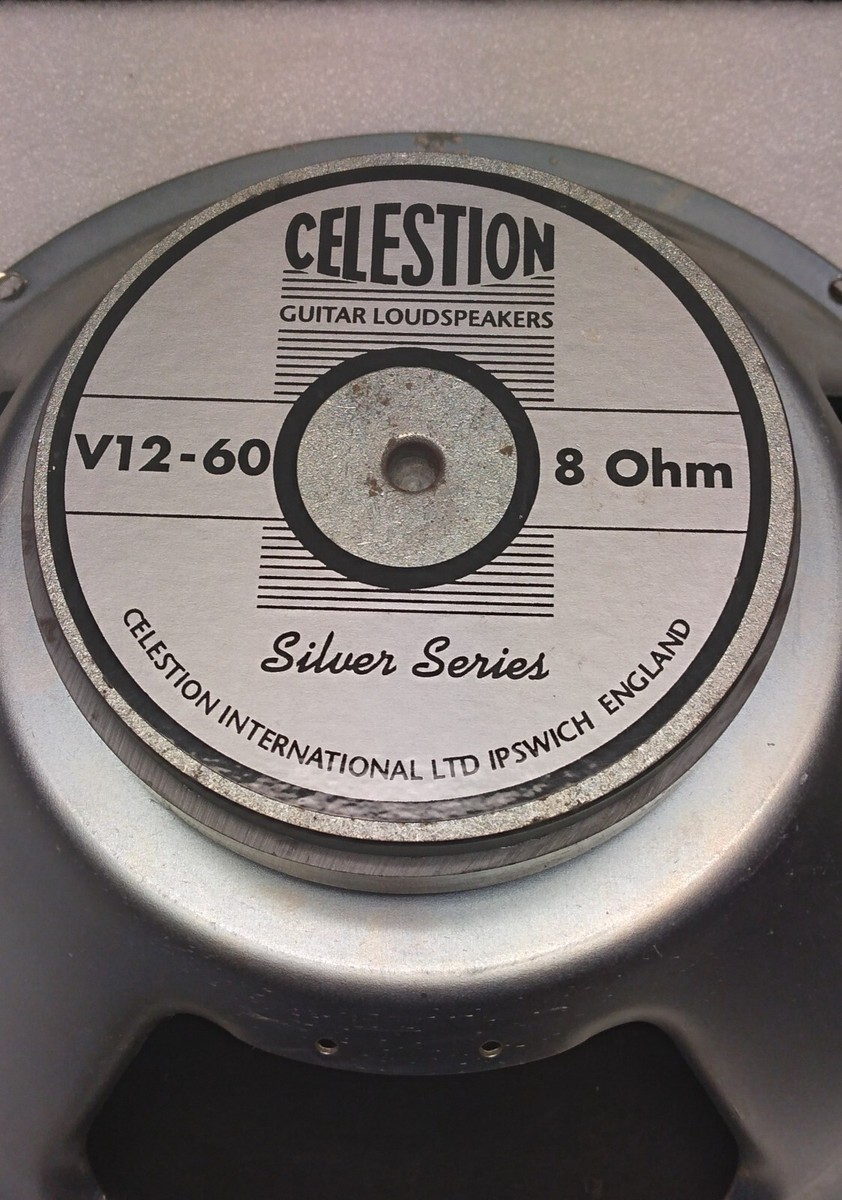 CELESTION
GUITAR LOUDSPEAKERS
V12-60
8 Ohm
Silver Series
CELESTION INTERNATIONAL LTD IPSWICH ENGLAND